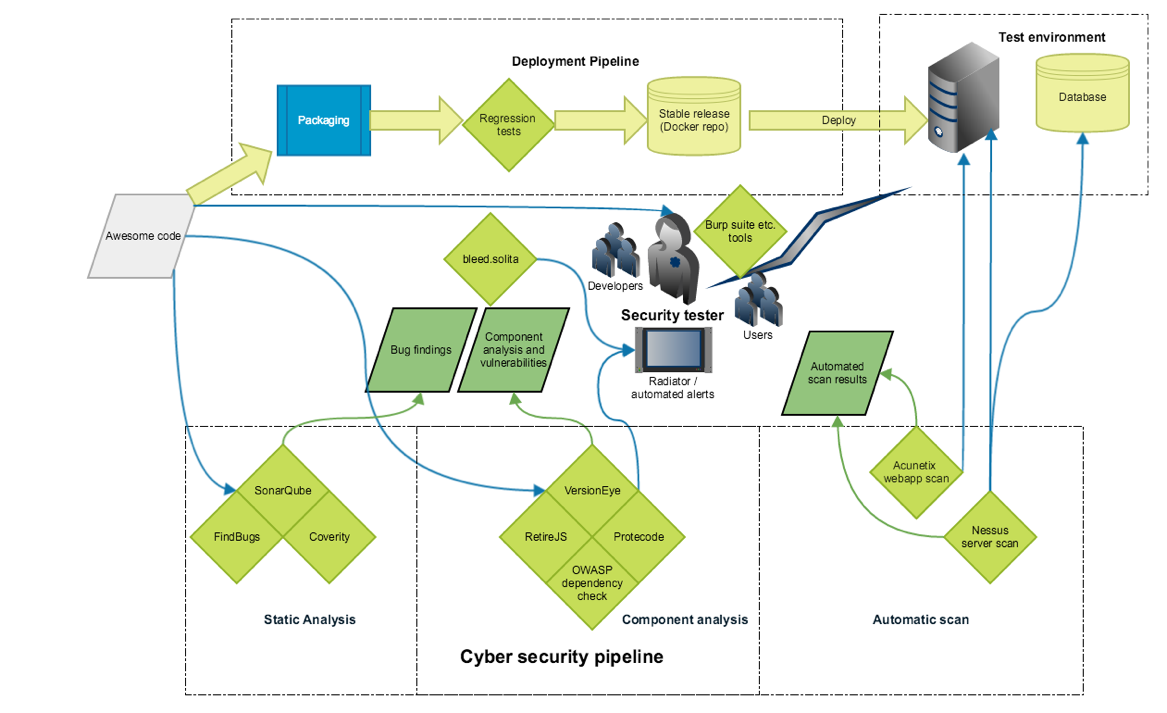 Test environment
Deployment Pipeline
Packaging
Regression
tests
Stable release
(Docker repo)
Deploy
Database
Awesome code
bleed.solita
Developers
Burp suite etc.
tools
Security tester
Users
Bug findings
Component
analysis and
vulnerabilities
Radiator /
automated alerts
Automated
scan results
SonarQube
FindBugs
Coverity
VersionEye
RetireJS
Protecode
OWASP
dependency
check
Acunetix
webapp scan
Nessus
server scan
Static Analysis
Component analysis
Automatic scan
Cyber security pipeline